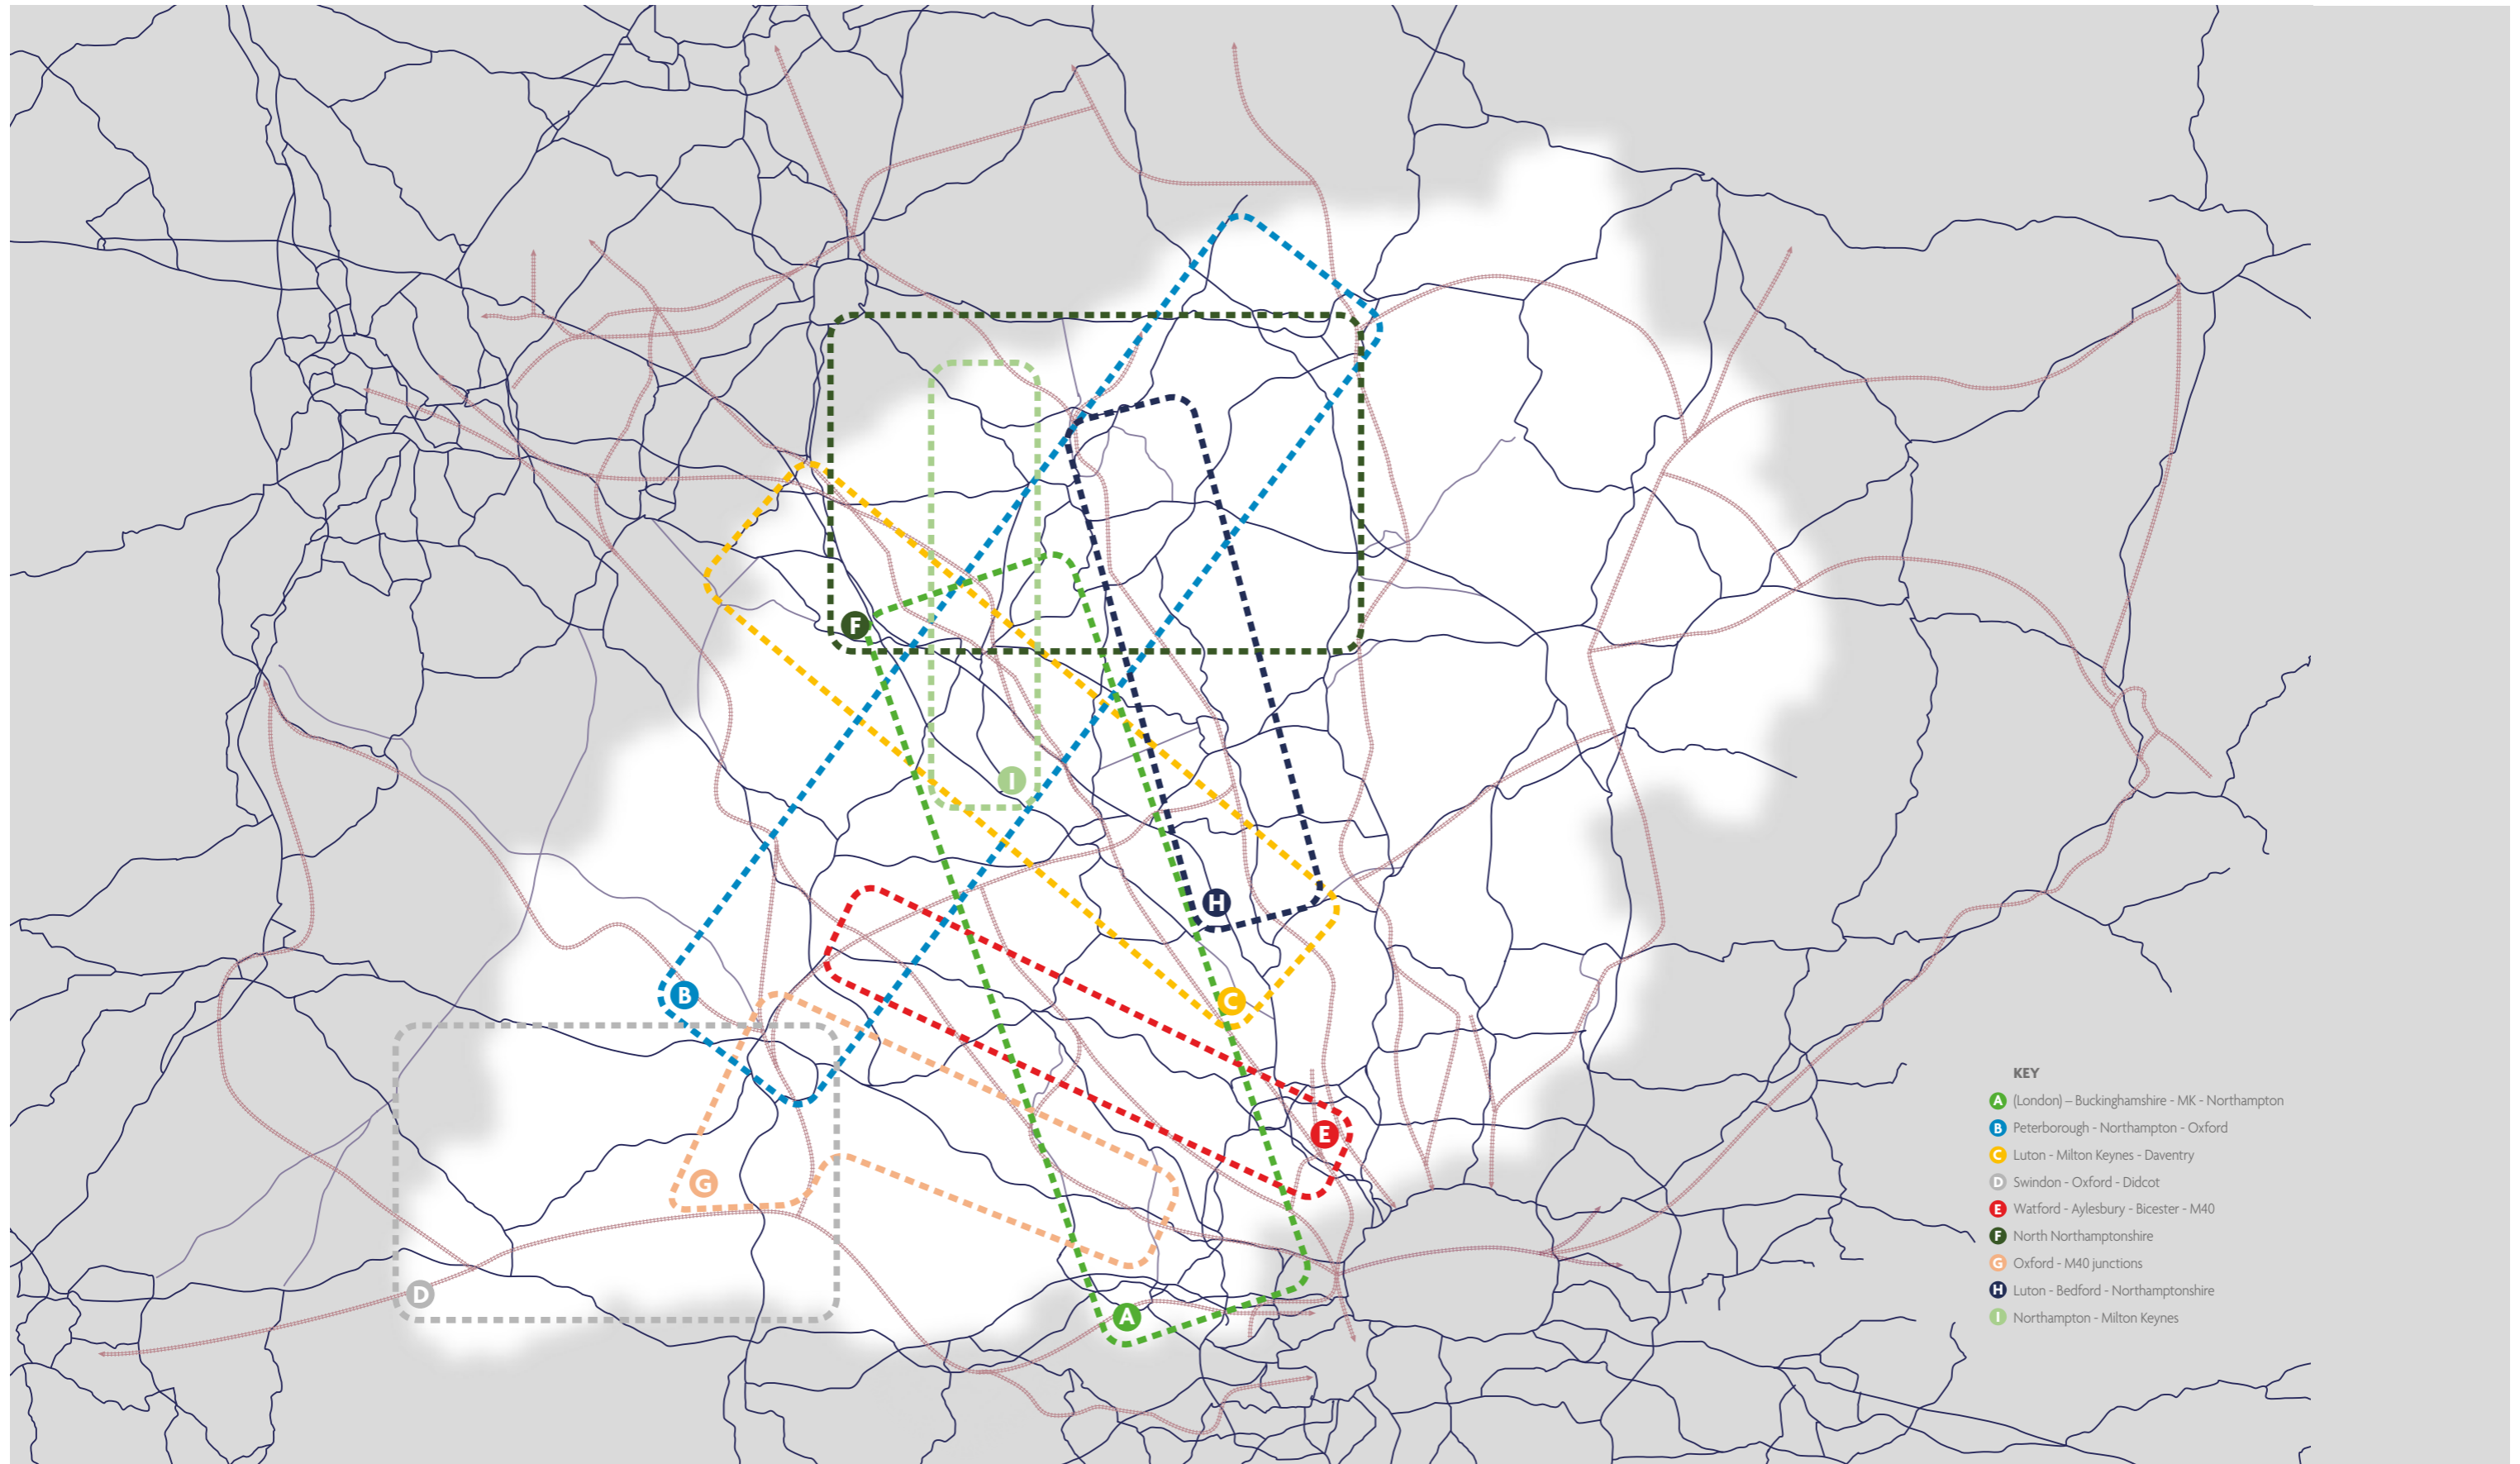 F
I
H
B
C
E
G
D
A
KEY
A (London) – Buckinghamshire - MK - Northampton
B Peterborough - Northampton - Oxford
C Luton - Milton Keynes - Daventry
D Swindon - Oxford - Didcot
E Watford - Aylesbury - Bicester - M40
F North Northamptonshire
G Oxford - M40 junctions
H Luton - Bedford - Northamptonshire
I Northampton - Milton Keynes